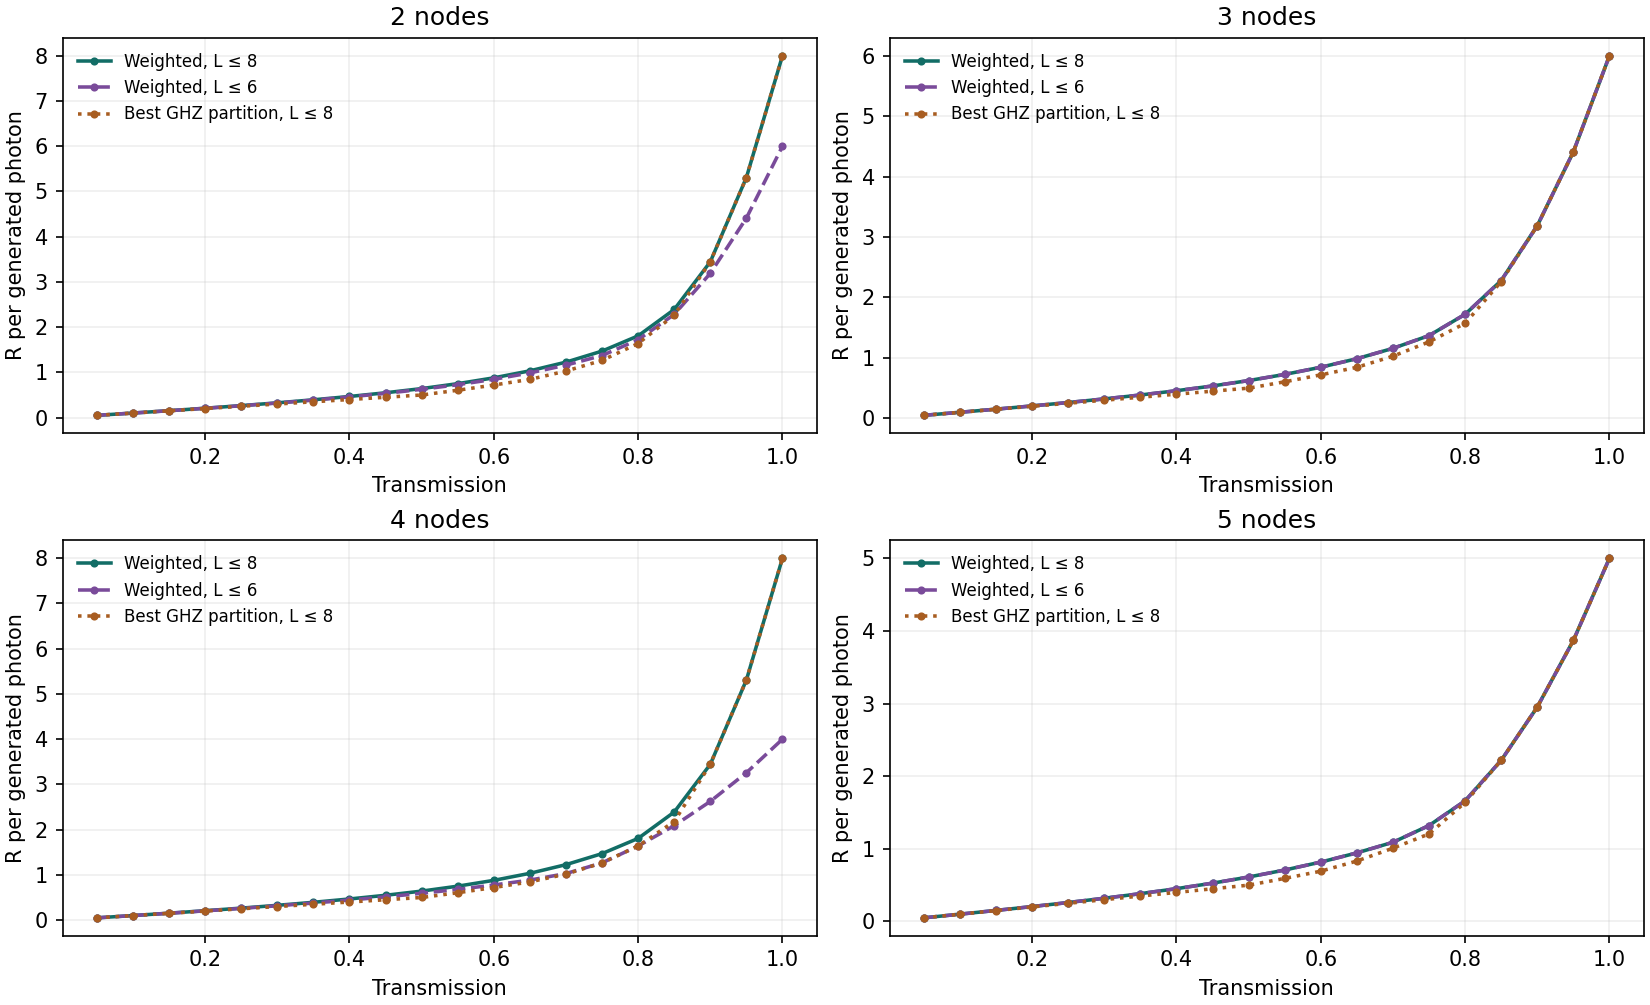 2 nodes
R per generated photon
8
7
6
5
4
3
2
1
0
Weighted, L ≤ 8
Weighted, L ≤ 6
Best GHZ partition, L ≤ 8
0.2 0.4 0.6 0.8 1.0
Transmission
3 nodes
R per generated photon
6
5
4
3
2
1
0
Weighted, L ≤ 8
Weighted, L ≤ 6
Best GHZ partition, L ≤ 8
0.2 0.4 0.6 0.8 1.0
Transmission
4 nodes
R per generated photon
8
7
6
5
4
3
2
1
0
Weighted, L ≤ 8
Weighted, L ≤ 6
Best GHZ partition, L ≤ 8
0.2 0.4 0.6 0.8 1.0
Transmission
5 nodes
R per generated photon
5
4
3
2
1
0
Weighted, L ≤ 8
Weighted, L ≤ 6
Best GHZ partition, L ≤ 8
0.2 0.4 0.6 0.8 1.0
Transmission